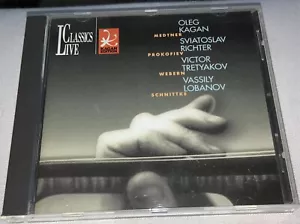 CLASSICS
LIVE
OLEG
KAGAN
MEDTNER
SVIATOSLAV
RICHTER
PROKOFIEV
VICTOR
TRETYAKOV
WEBERN
VASSILY
LOBANOV
SCHNITTKE